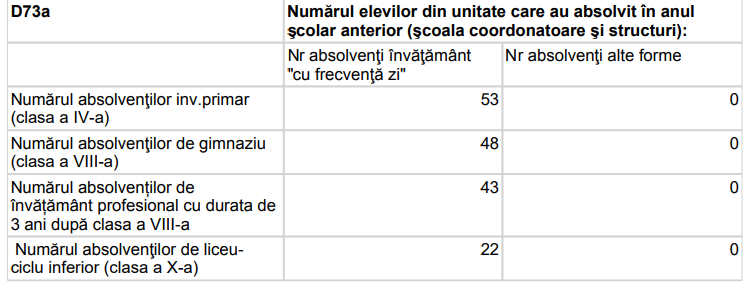 D73a
Numărul elevilor din unitate care au absolvit în anul
şcolar anterior (şcoala coordonatoare şi structuri):
Nr absolvenţi învăţământ
"cu frecvenţă zi"
Nr absolvenţi alte forme
Numărul absolvenţilor inv.primar
(clasa a IV-a)
53
0
Numărul absolvenţilor de gimnaziu
(clasa a VIII-a)
48
0
Numărul absolvenților de
învățământ profesional cu durata de
3 ani după clasa a VIII-a
43
0
Numărul absolvenţilor de liceu-
ciclu inferior (clasa a X-a)
22
0